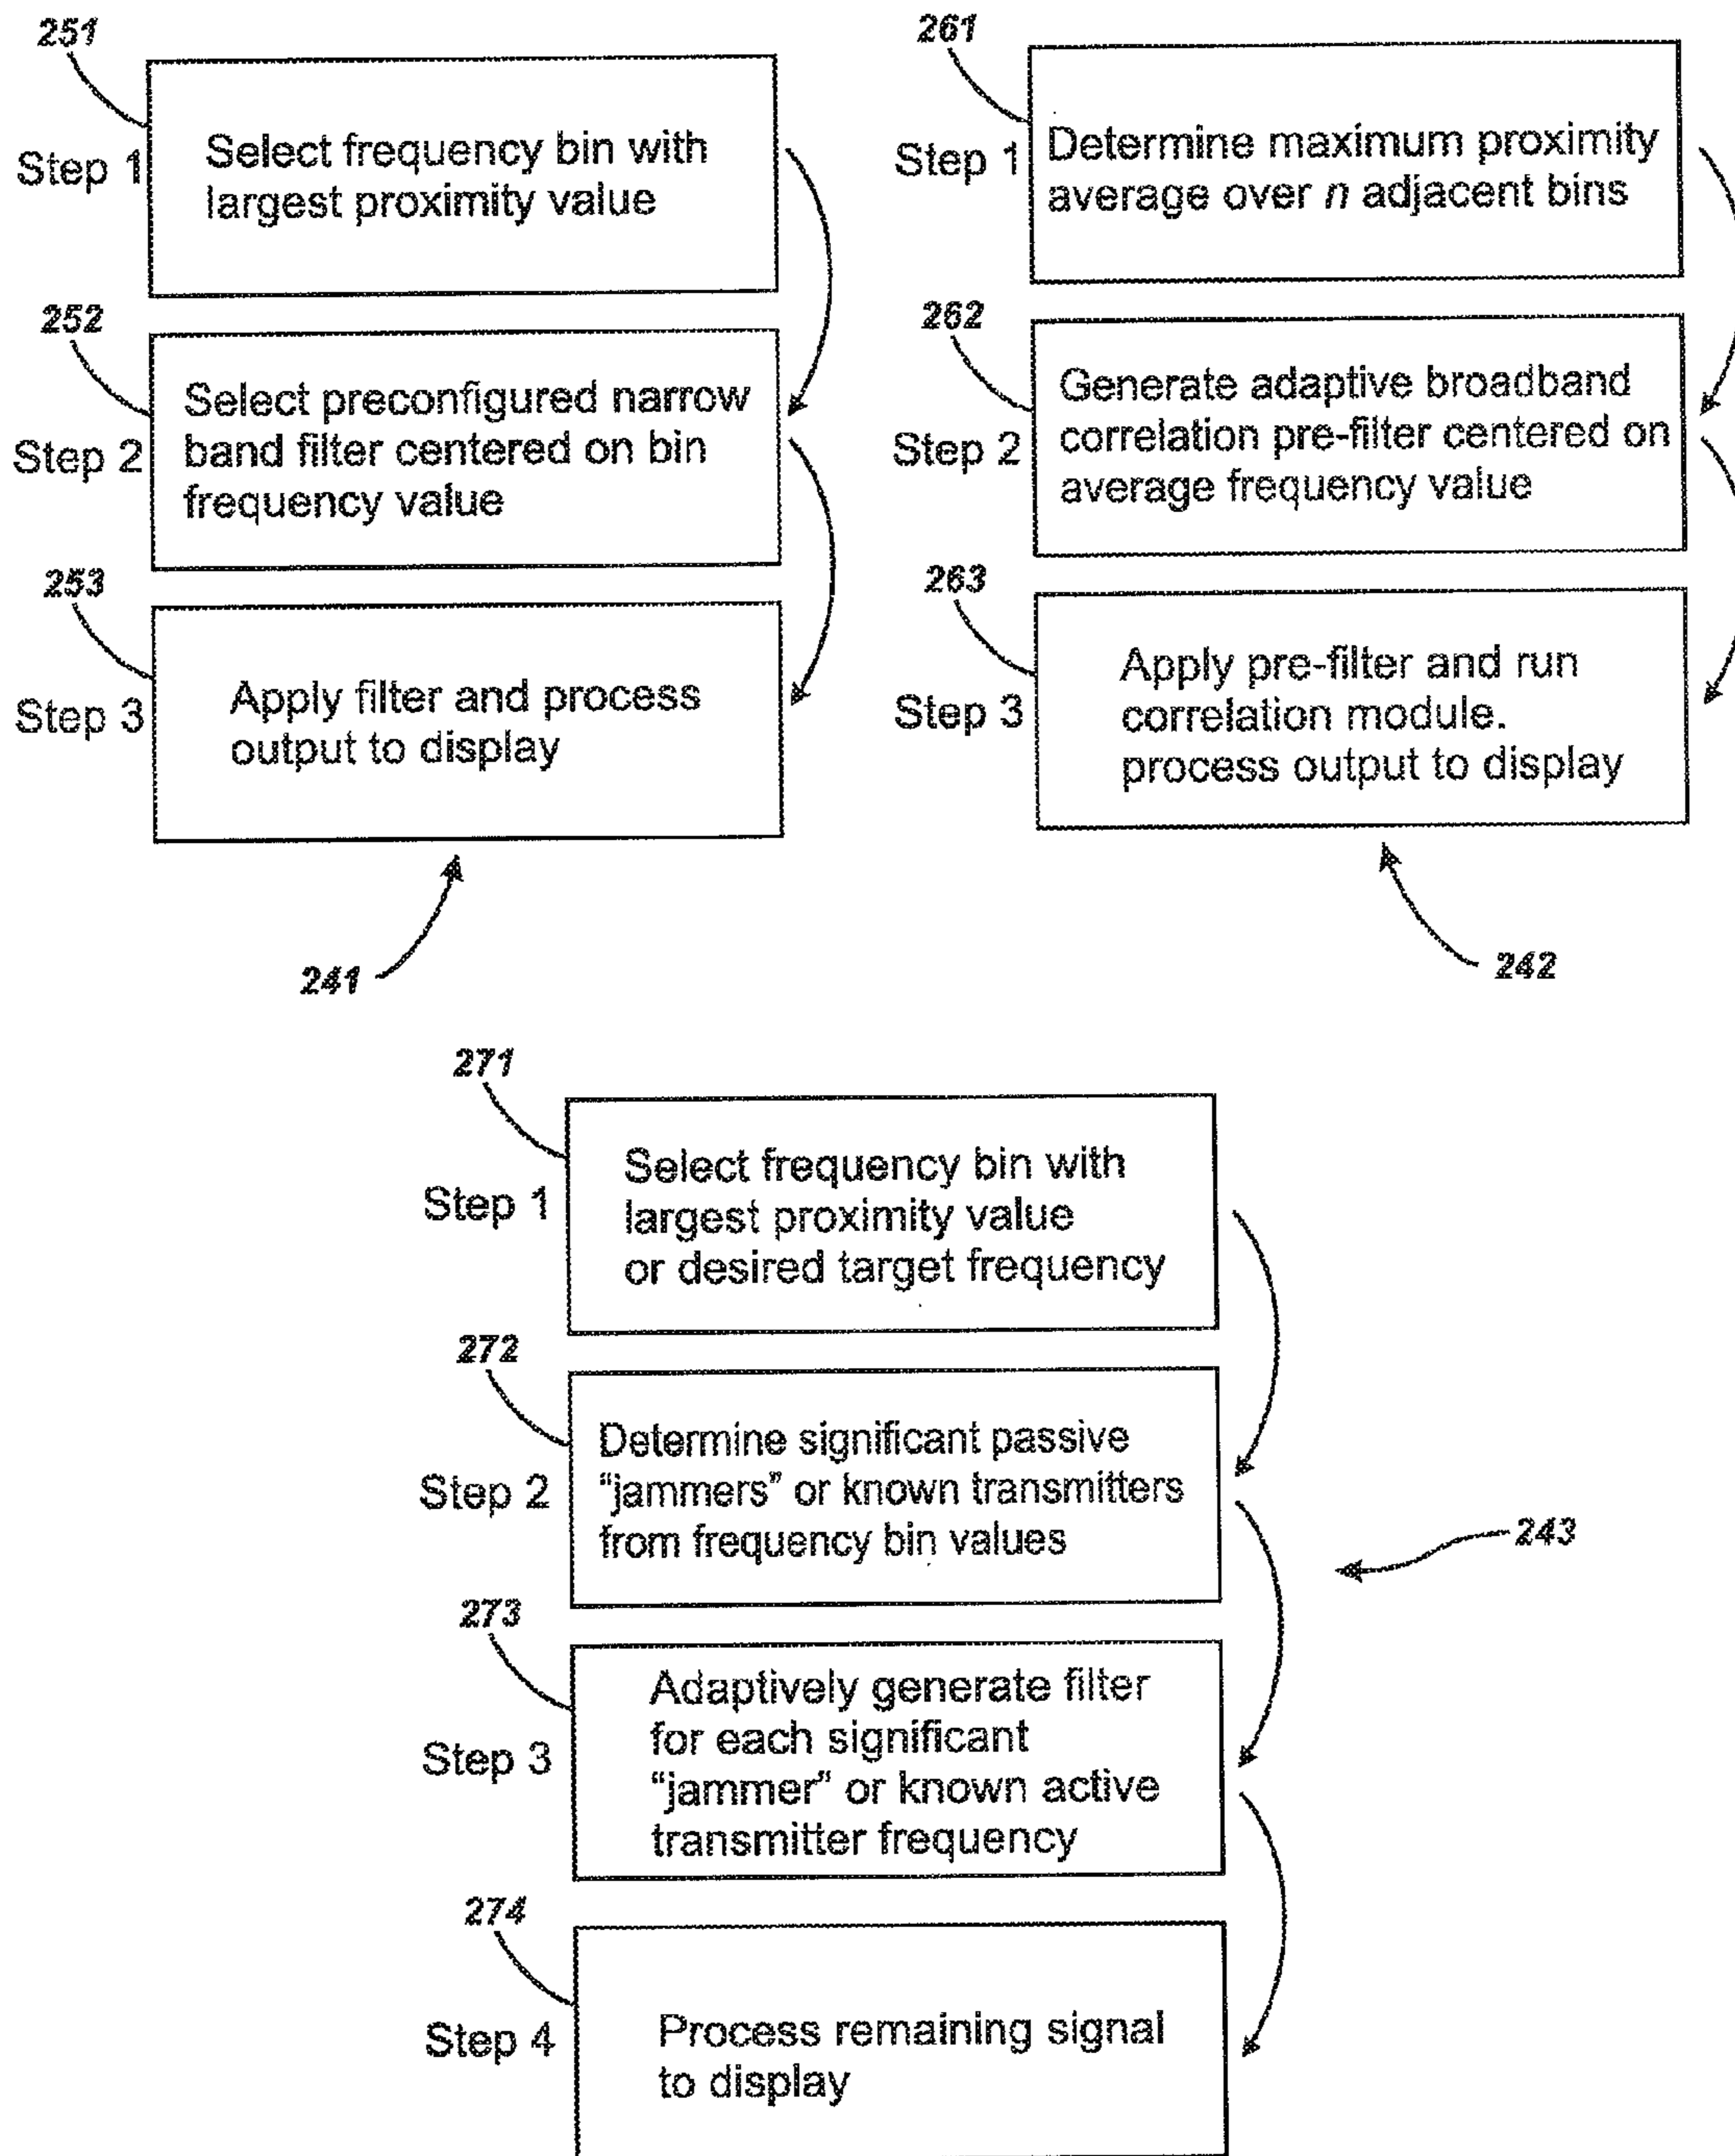 251
Step 1
Select frequency bin with
largest proximity value
252
Step 2
Select preconfigured narrow
band filter centered on bin
frequency value
253
Step 3
Apply filter and process
output to display
241
261
Step 1
Determine maximum proximity
average over n adjacent bins
262
Step 2
Generate adaptive broadband
correlation pre-filter centered on
average frequency value
263
Step 3
Apply pre-filter and run
correlation module.
process output to display
242
271
Step 1
Select frequency bin with
largest proximity value
or desired target frequency
272
Step 2
Determine significant passive
“jammers” or known transmitters
from frequency bin values
243
273
Step 3
Adaptively generate filter
for each significant
“jammer” or known active
transmitter frequency
274
Step 4
Process remaining signal
to display